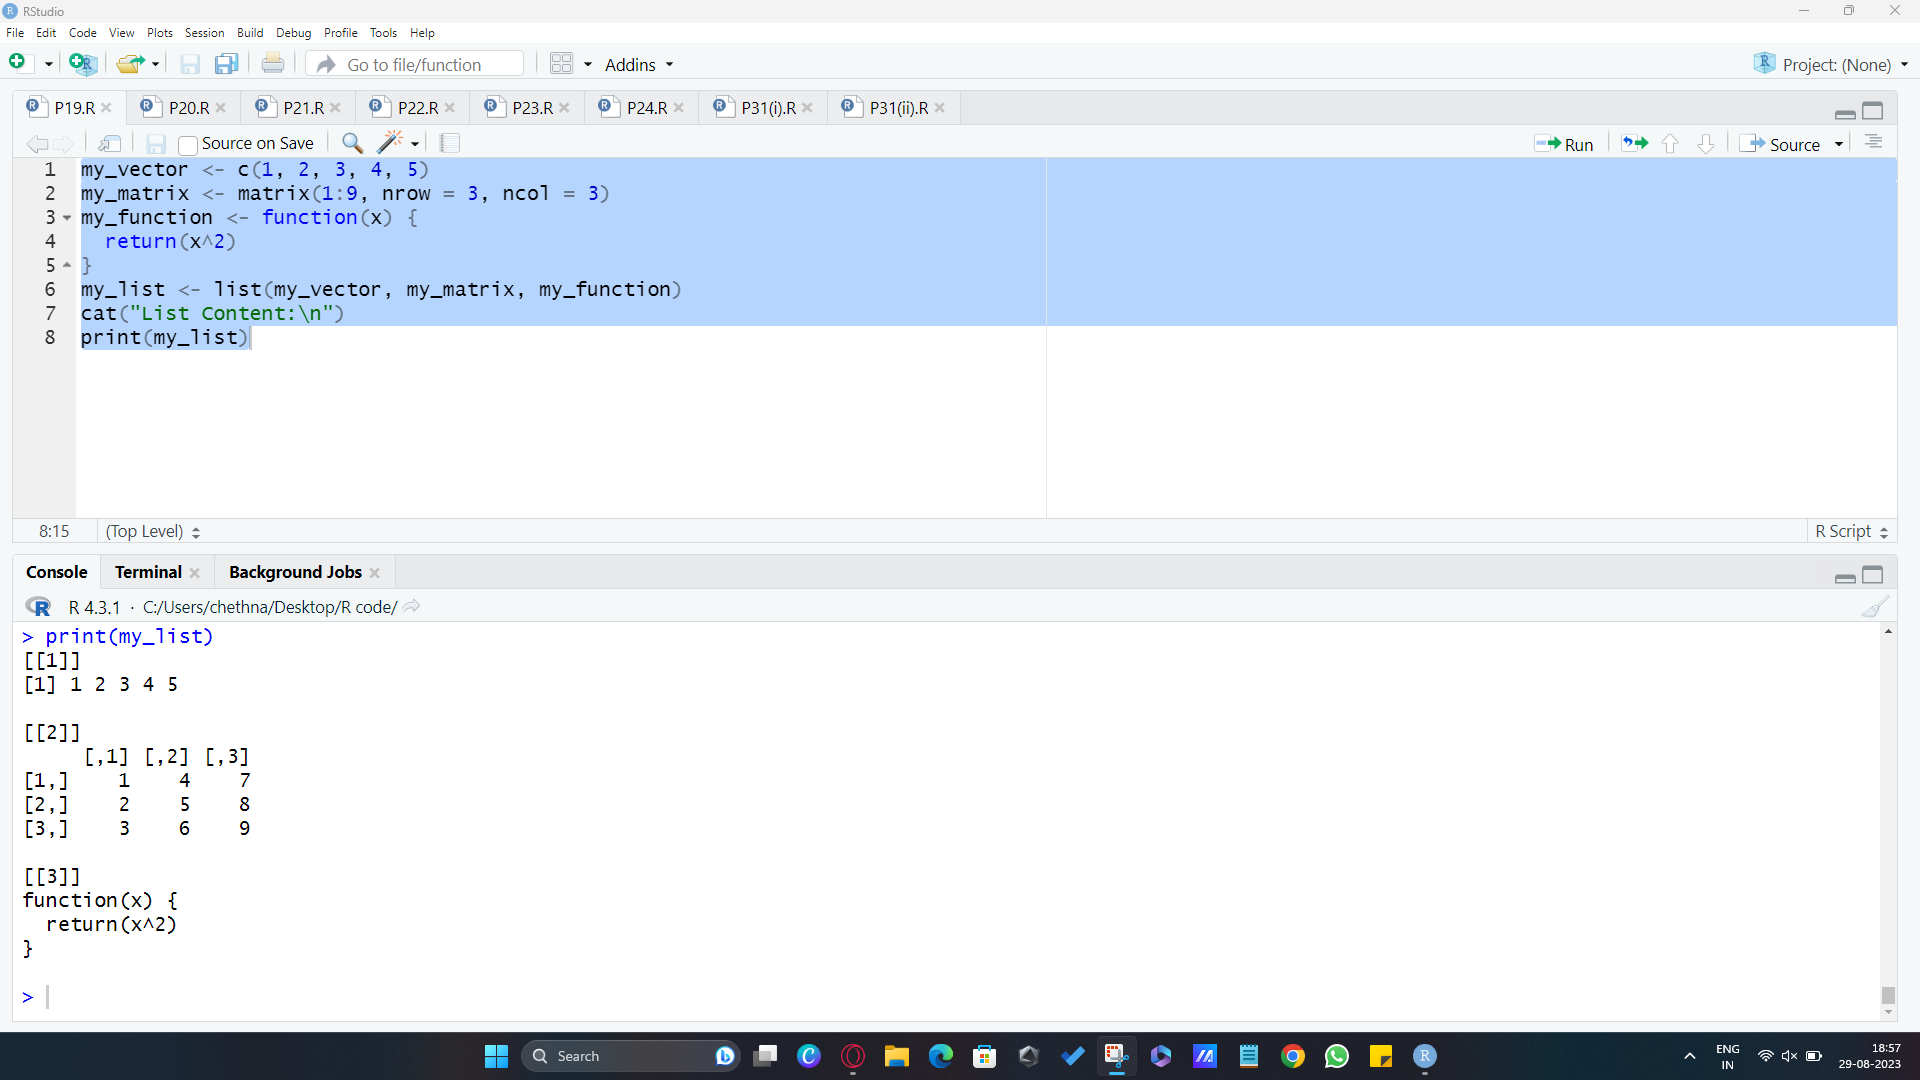 RStudio
File Edit Code View Plots Session Build Debug Profile Tools Help
Go to file/function Addins Project: (None)
P19.R P20.R P21.R P22.R P23.R P24.R P31(i).R P31(ii).R
Source on Save Run Source
1 my_vector <- c(1, 2, 3, 4, 5)
2 my_matrix <- matrix(1:9, nrow = 3, ncol = 3)
3 my_function <- function(x) {
4   return(x^2)
5 }
6 my_list <- list(my_vector, my_matrix, my_function)
7 cat("List Content:\n")
8 print(my_list)
8:15 (Top Level) R Script
Console Terminal Background Jobs
R R 4.3.1 · C:/Users/chethna/Desktop/R code/
> print(my_list)
[[1]]
[1] 1 2 3 4 5
[[2]]
     [,1] [,2] [,3]
[1,]    1    4    7
[2,]    2    5    8
[3,]    3    6    9
[[3]]
function(x) {
  return(x^2)
}
>
Search ENG IN 18:57 29-08-2023